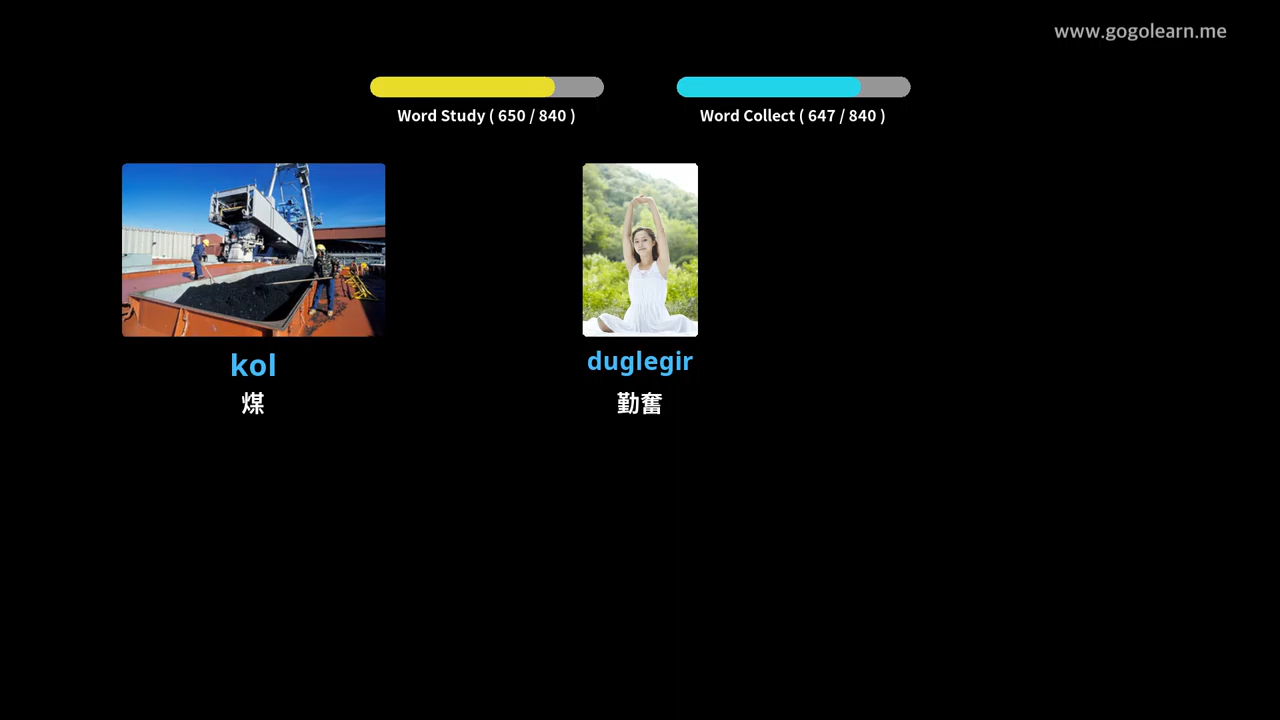 www.gogolearn.me
Word Study ( 650 / 840 )
Word Collect ( 647 / 840 )
kol
煤
duglegir
勤奮